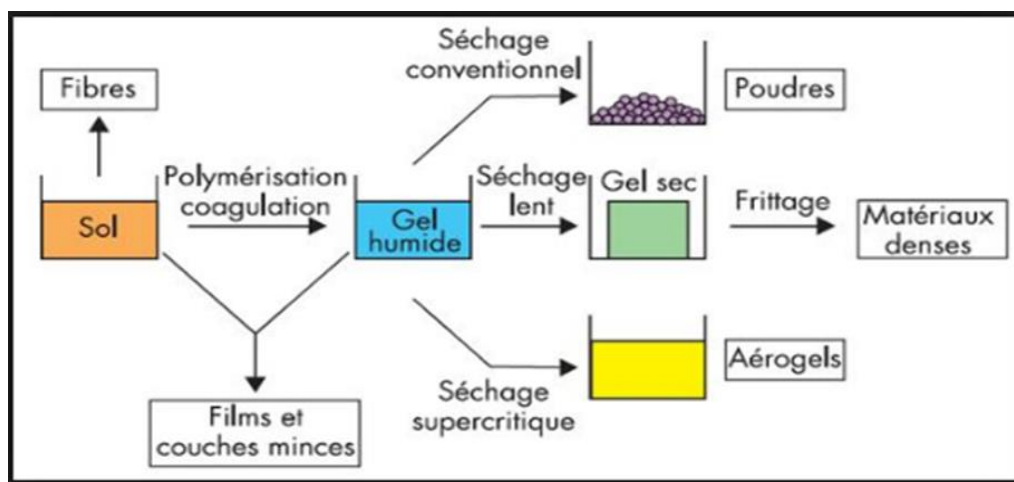 Séchage
conventionnel
Fibres
Poudres
Polymérisation
coagulation
Séchage
lent
Gel sec
Frittage
Sol
Gel
humide
Matériaux
denses
Aérogels
Séchage
supercritique
Films et
couches minces